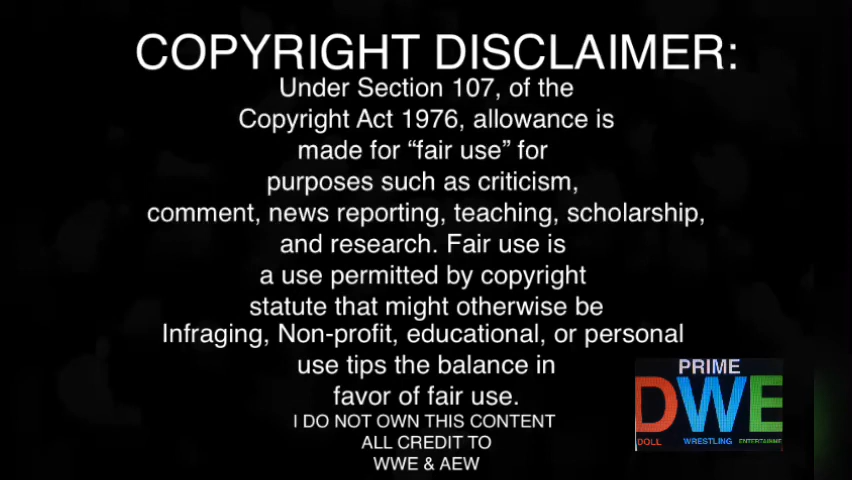 COPYRIGHT DISCLAIMER:
Under Section 107, of the
Copyright Act 1976, allowance is
made for “fair use” for
purposes such as criticism,
comment, news reporting, teaching, scholarship,
and research. Fair use is
a use permitted by copyright
statute that might otherwise be
Infraging, Non-profit, educational, or personal
use tips the balance in
favor of fair use.
I DO NOT OWN THIS CONTENT
ALL CREDIT TO
WWE & AEW
PRIME
DWE
DOLL WRESTLING ENTERTAINME